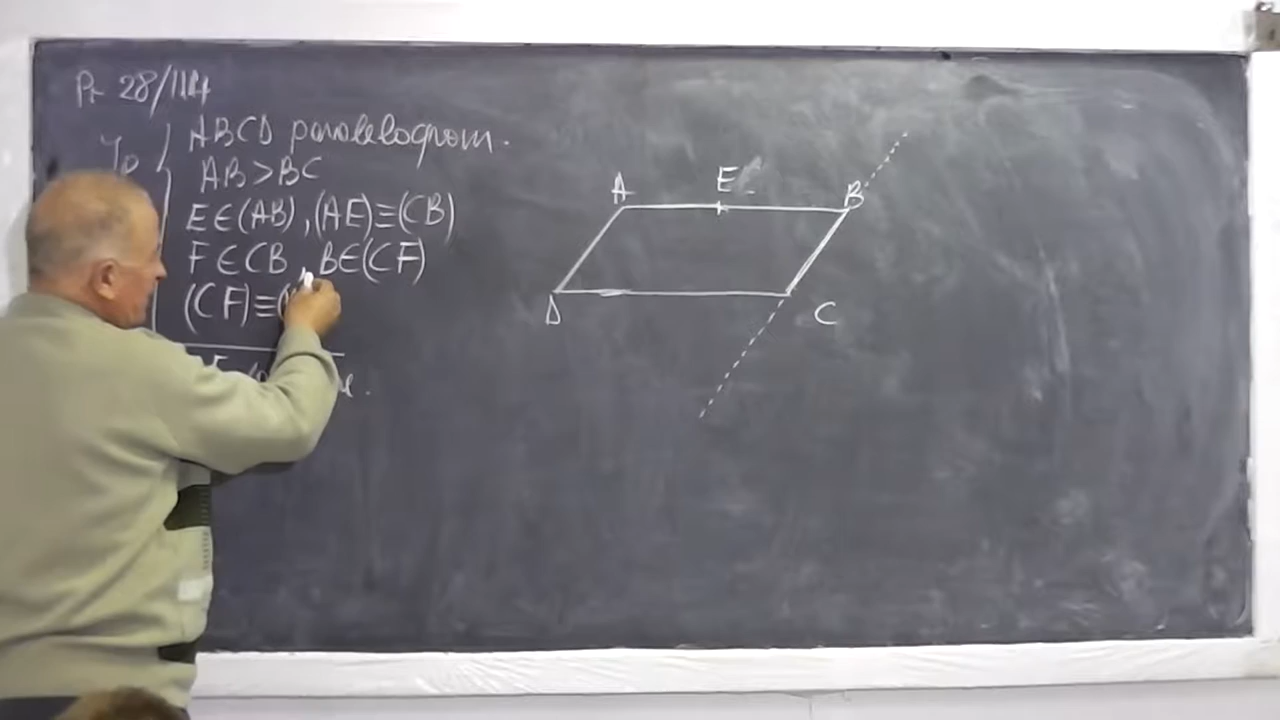 Pr 28/114
Ip ABCD paralelogram.
AB>BC
E∈(AB), (AE)≡(CB)
F∈CB, B∈(CF)
(CF)≡(
A
E
B
D
C